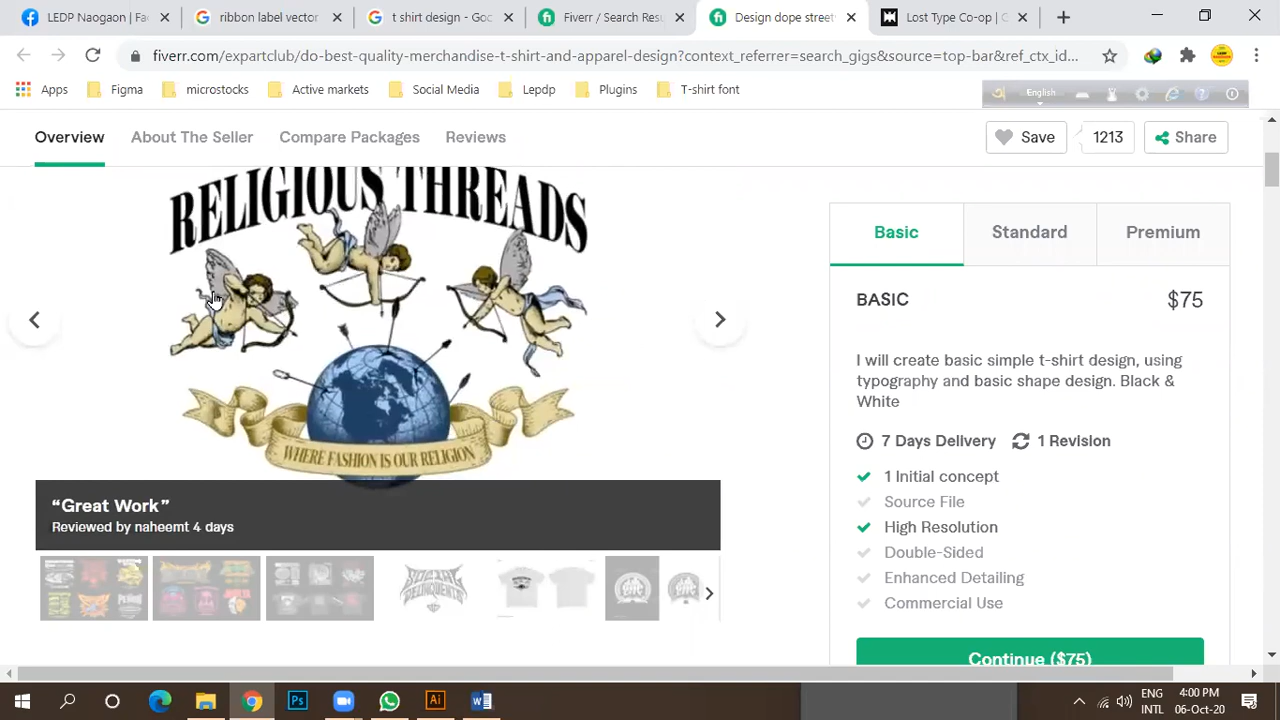 LEDP Naogaon | Fac
ribbon label vector
t shirt design - Goo
Fiverr / Search Resu
Design dope street
Lost Type Co-op | C
fiverr.com/expartclub/do-best-quality-merchandise-t-shirt-and-apparel-design?context_referrer=search_gigs&source=top-bar&ref_ctx_id...
Apps
Figma
microstocks
Active markets
Social Media
Lepdp
Plugins
T-shirt font
English
Overview
About The Seller
Compare Packages
Reviews
Save
1213
Share
RELIGIOUS THREADS
WHERE FASHION IS OUR RELIGION
“Great Work”
Reviewed by naheemt 4 days
Basic
Standard
Premium
BASIC
$75
I will create basic simple t-shirt design, using
typography and basic shape design. Black &
White
7 Days Delivery
1 Revision
1 Initial concept
Source File
High Resolution
Double-Sided
Enhanced Detailing
Commercial Use
Continue ($75)
ENG
INTL
4:00 PM
06-Oct-20